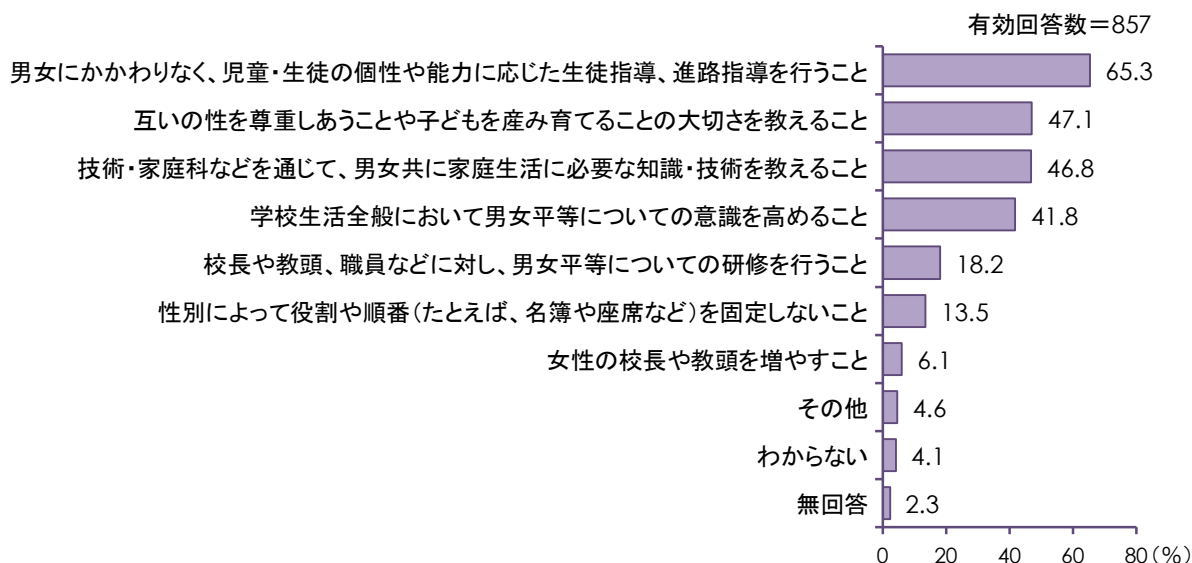 有効回答数＝857
男女にかかわりなく、児童・生徒の個性や能力に応じた生徒指導、進路指導を行うこと 65.3
互いの性を尊重しあうことや子どもを産み育てることの大切さを教えること 47.1
技術・家庭科などを通じて、男女共に家庭生活に必要な知識・技術を教えること 46.8
学校生活全般において男女平等についての意識を高めること 41.8
校長や教頭、職員などに対し、男女平等についての研修を行うこと 18.2
性別によって役割や順番（たとえば、名簿や座席など）を固定しないこと 13.5
女性の校長や教頭を増やすこと 6.1
その他 4.6
わからない 4.1
無回答 2.3
0 20 40 60 80（％）